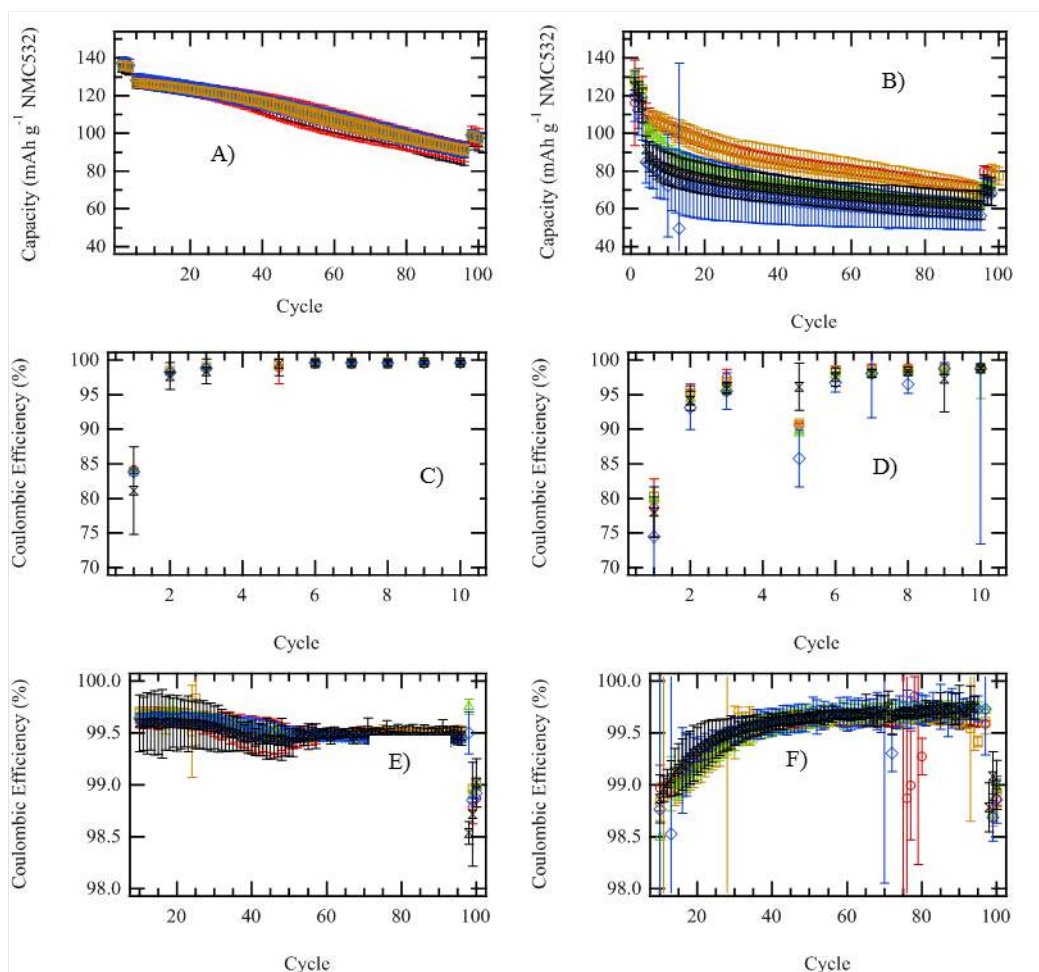 Capacity (mAh g⁻¹ NMC532)
140
120
100
80
60
40
A)
20 40 60 80 100
Cycle
Capacity (mAh g⁻¹ NMC532)
140
120
100
80
60
40
B)
0 20 40 60 80 100
Cycle
Coulombic Efficiency (%)
100
95
90
85
80
75
70
C)
2 4 6 8 10
Cycle
Coulombic Efficiency (%)
100
95
90
85
80
75
70
D)
2 4 6 8 10
Cycle
Coulombic Efficiency (%)
100.0
99.5
99.0
98.5
98.0
E)
20 40 60 80 100
Cycle
Coulombic Efficiency (%)
100.0
99.5
99.0
98.5
98.0
F)
20 40 60 80 100
Cycle